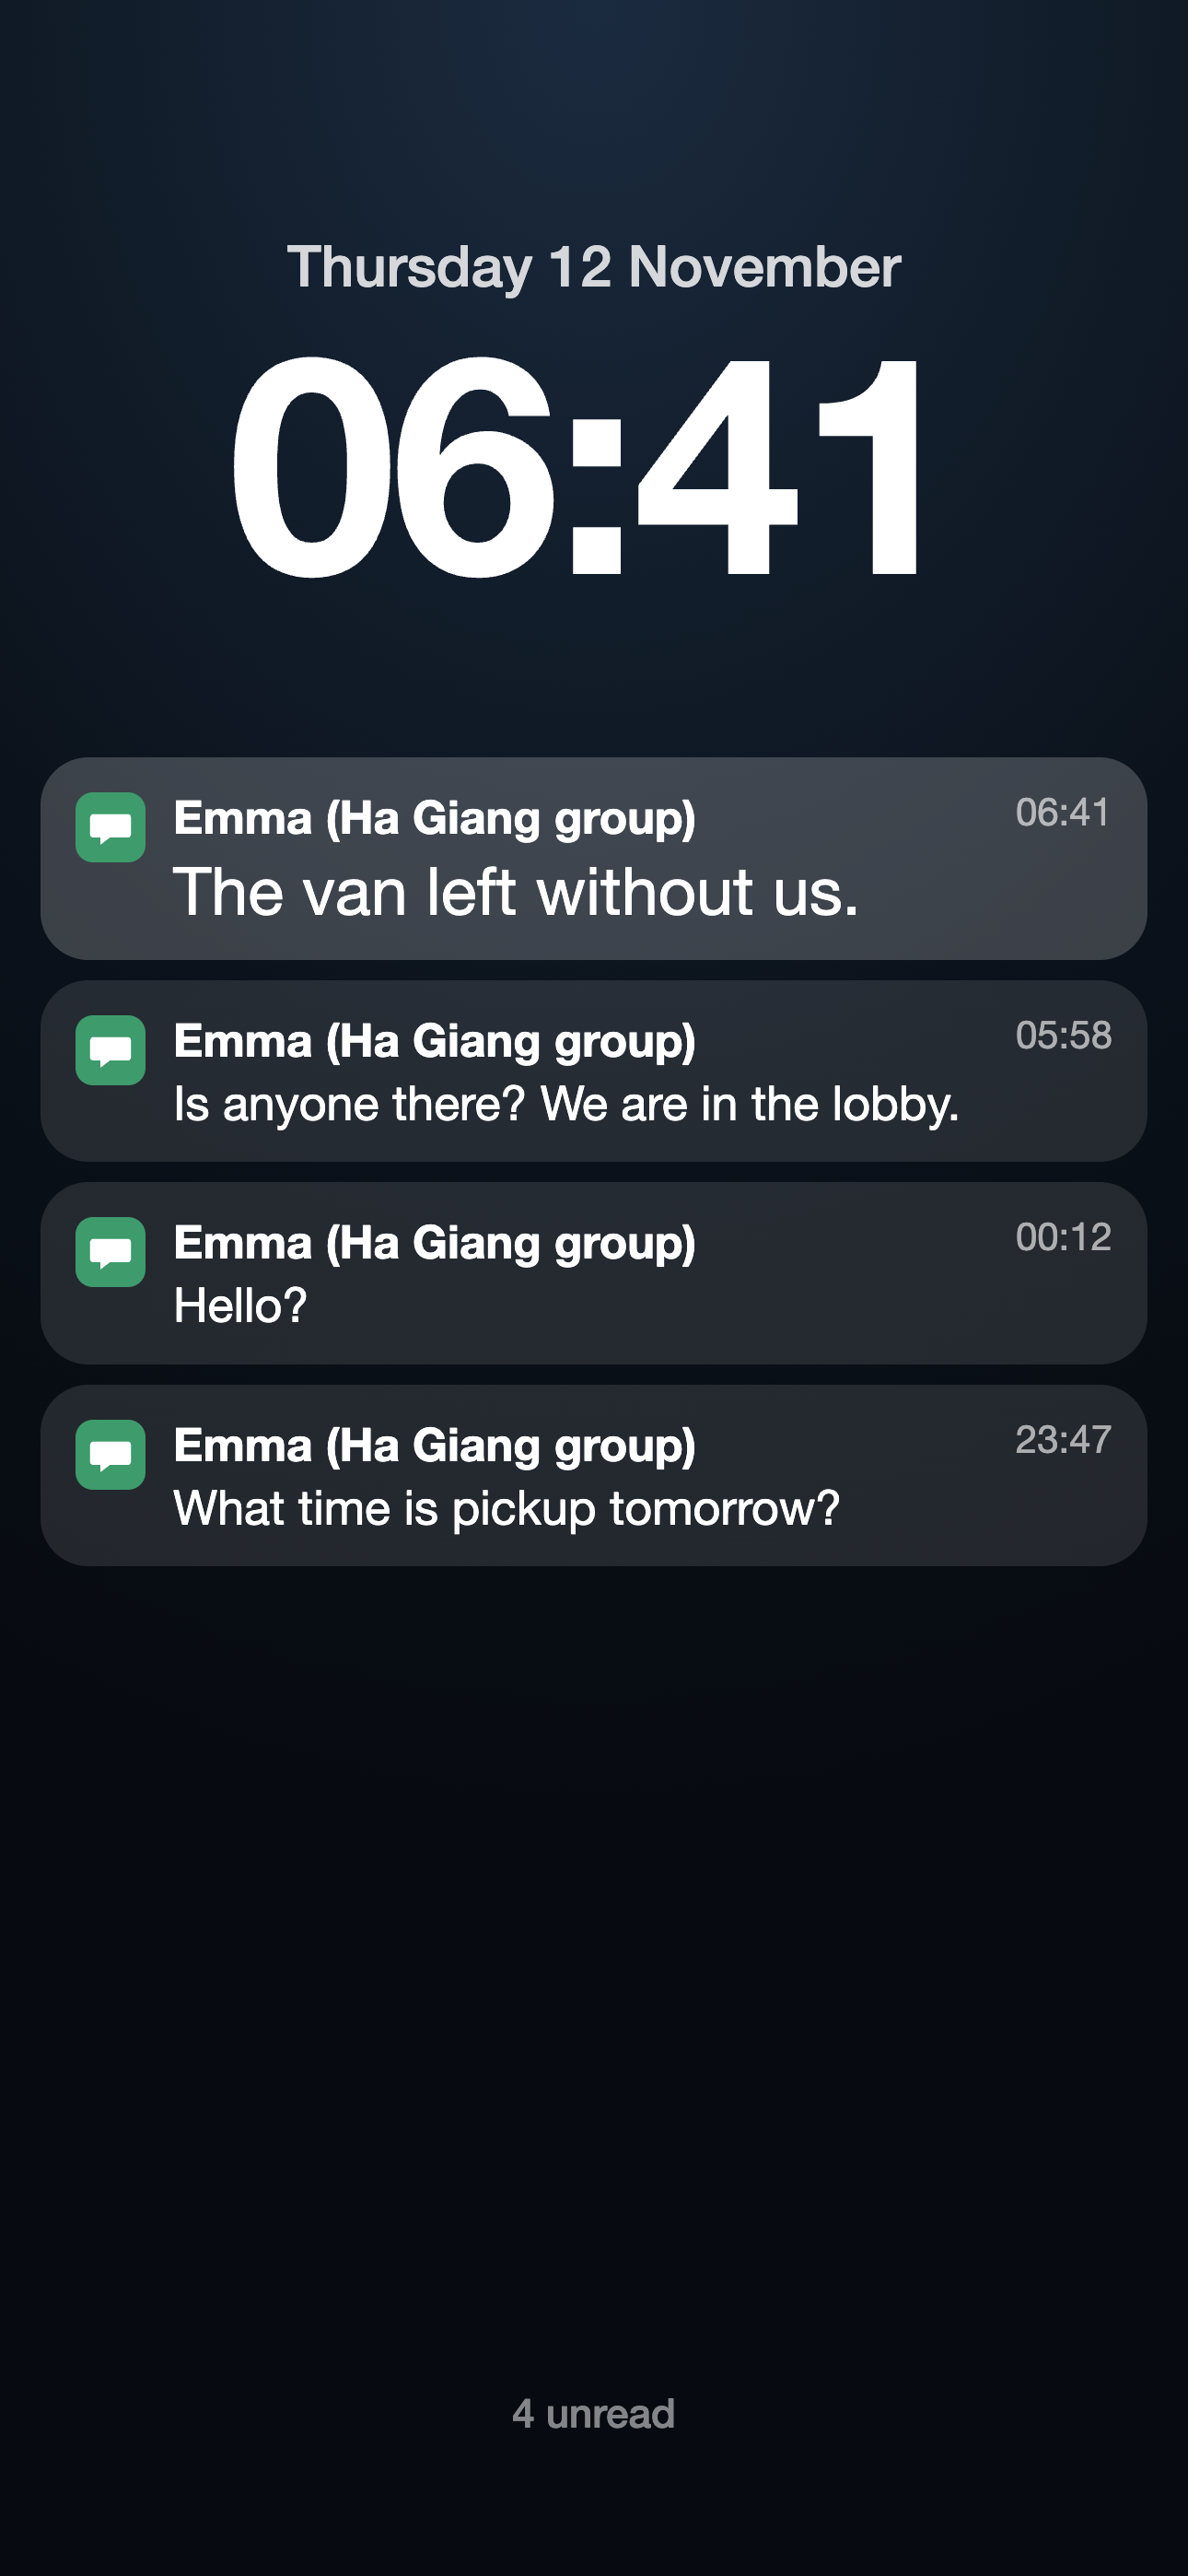 Thursday 12 November
06:41
Emma (Ha Giang group) 06:41
The van left without us.
Emma (Ha Giang group) 05:58
Is anyone there? We are in the lobby.
Emma (Ha Giang group) 00:12
Hello?
Emma (Ha Giang group) 23:47
What time is pickup tomorrow?
4 unread